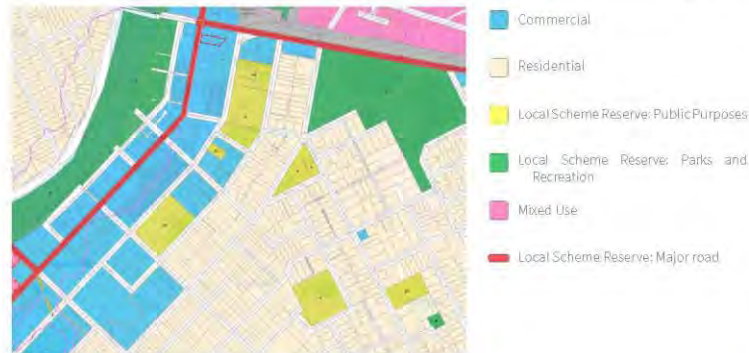 Commercial
Residential
Local Scheme Reserve: Public Purposes
Local Scheme Reserve: Parks and
Recreation
Mixed Use
Local Scheme Reserve: Major road